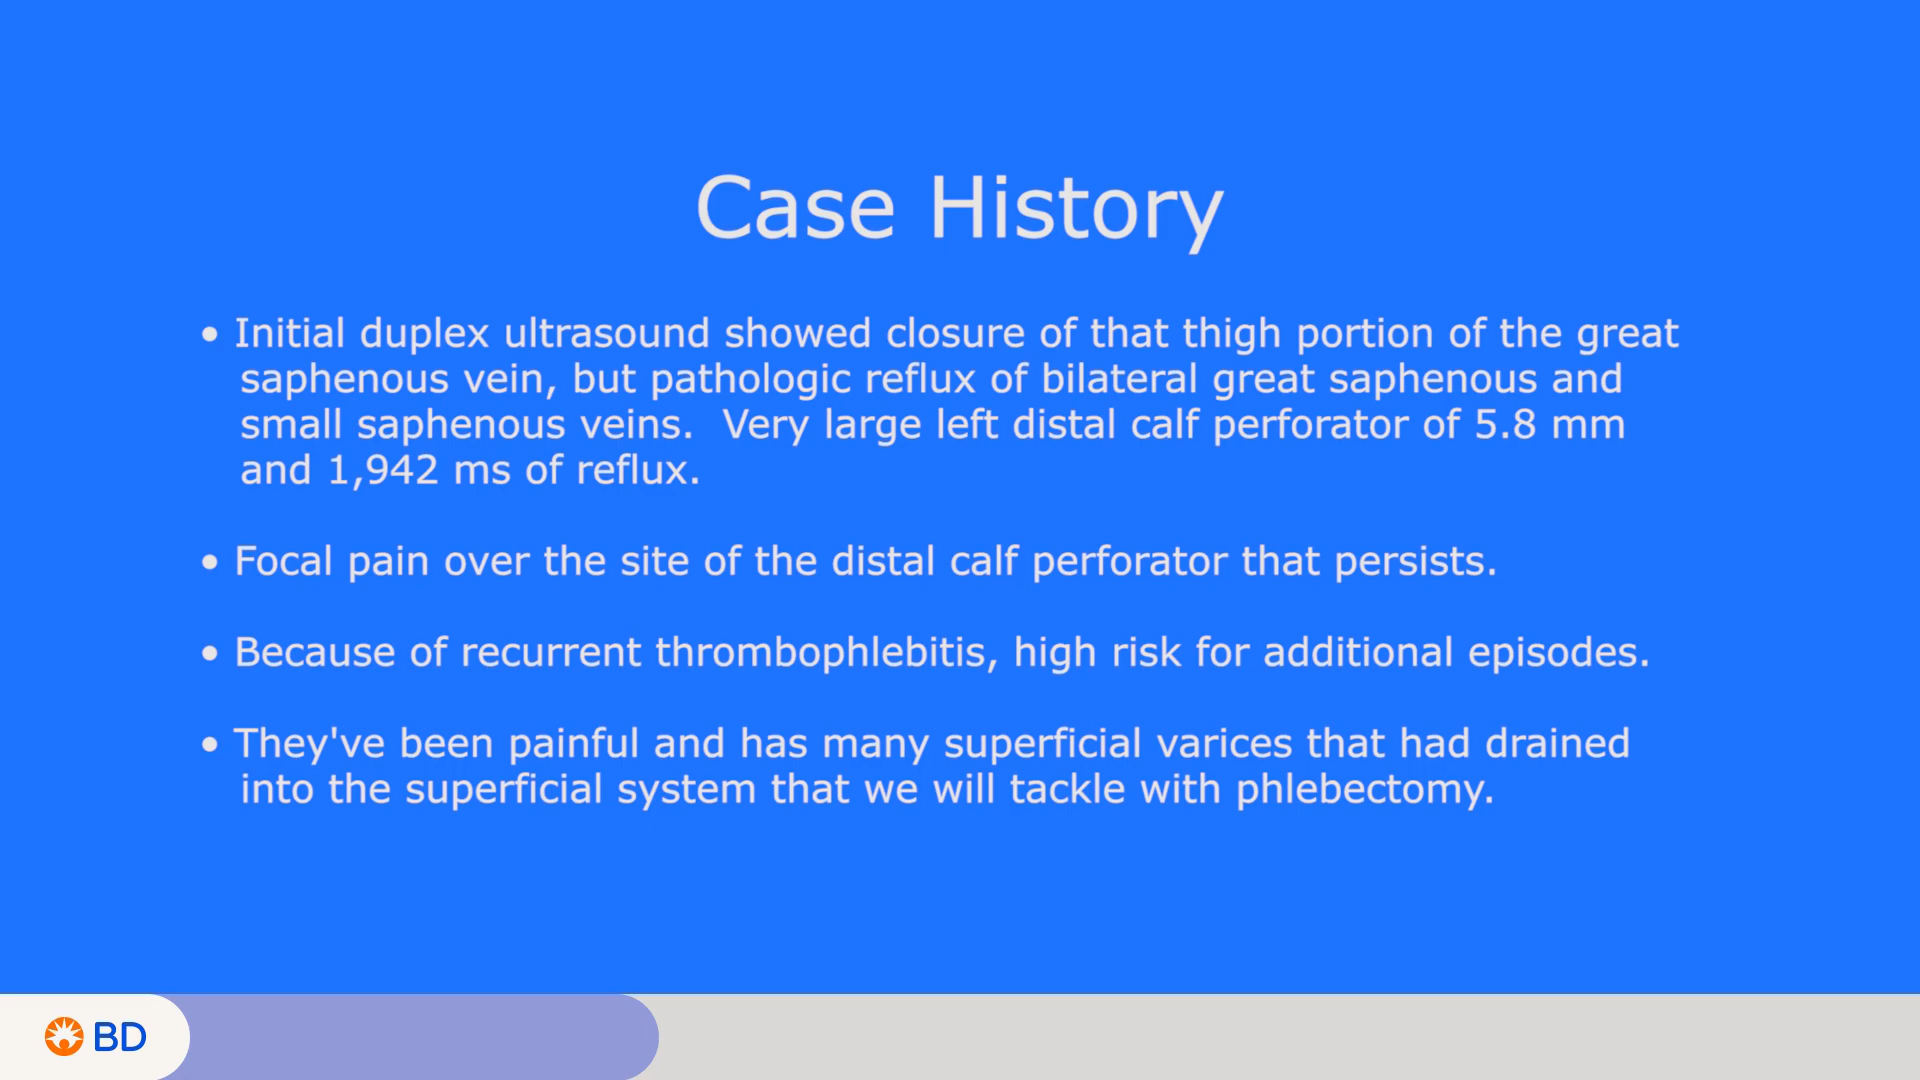 Case History
• Initial duplex ultrasound showed closure of that thigh portion of the great
saphenous vein, but pathologic reflux of bilateral great saphenous and
small saphenous veins.  Very large left distal calf perforator of 5.8 mm
and 1,942 ms of reflux.
• Focal pain over the site of the distal calf perforator that persists.
• Because of recurrent thrombophlebitis, high risk for additional episodes.
• They've been painful and has many superficial varices that had drained
into the superficial system that we will tackle with phlebectomy.
BD